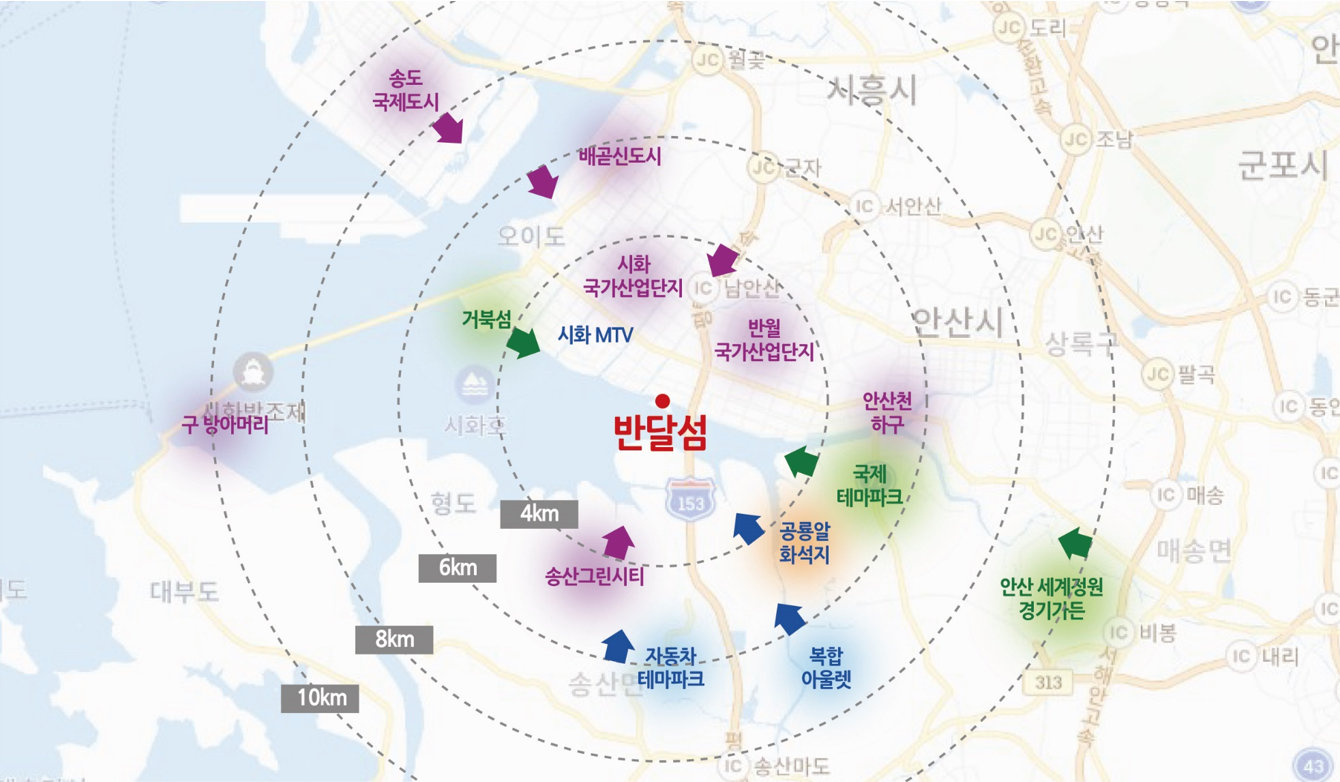 JC 도리
안
송도
국제도시
JC 월곶
시흥시
JC 조남
군포시
배곧신도시
JC 군자
IC 서안산
JC 안산
오이도
시화
국가산업단지
IC 남안산
IC 동군
거북섬
시화 MTV
반월
국가산업단지
안산시
상록구
JC 팔곡
시화방조제
구 방아머리
시화호
반달섬
안산천
하구
IC 동안
국제
테마파크
IC
153
형도
4km
IC 매송
공룡알
화석지
매송면
6km
송산그린시티
도
대부도
안산 세계정원
경기가든
IC
8km
IC 비봉
자동차
테마파크
송산면
복합
아울렛
IC 내리
서해안고속
313
10km
평
IC 송산마도
43